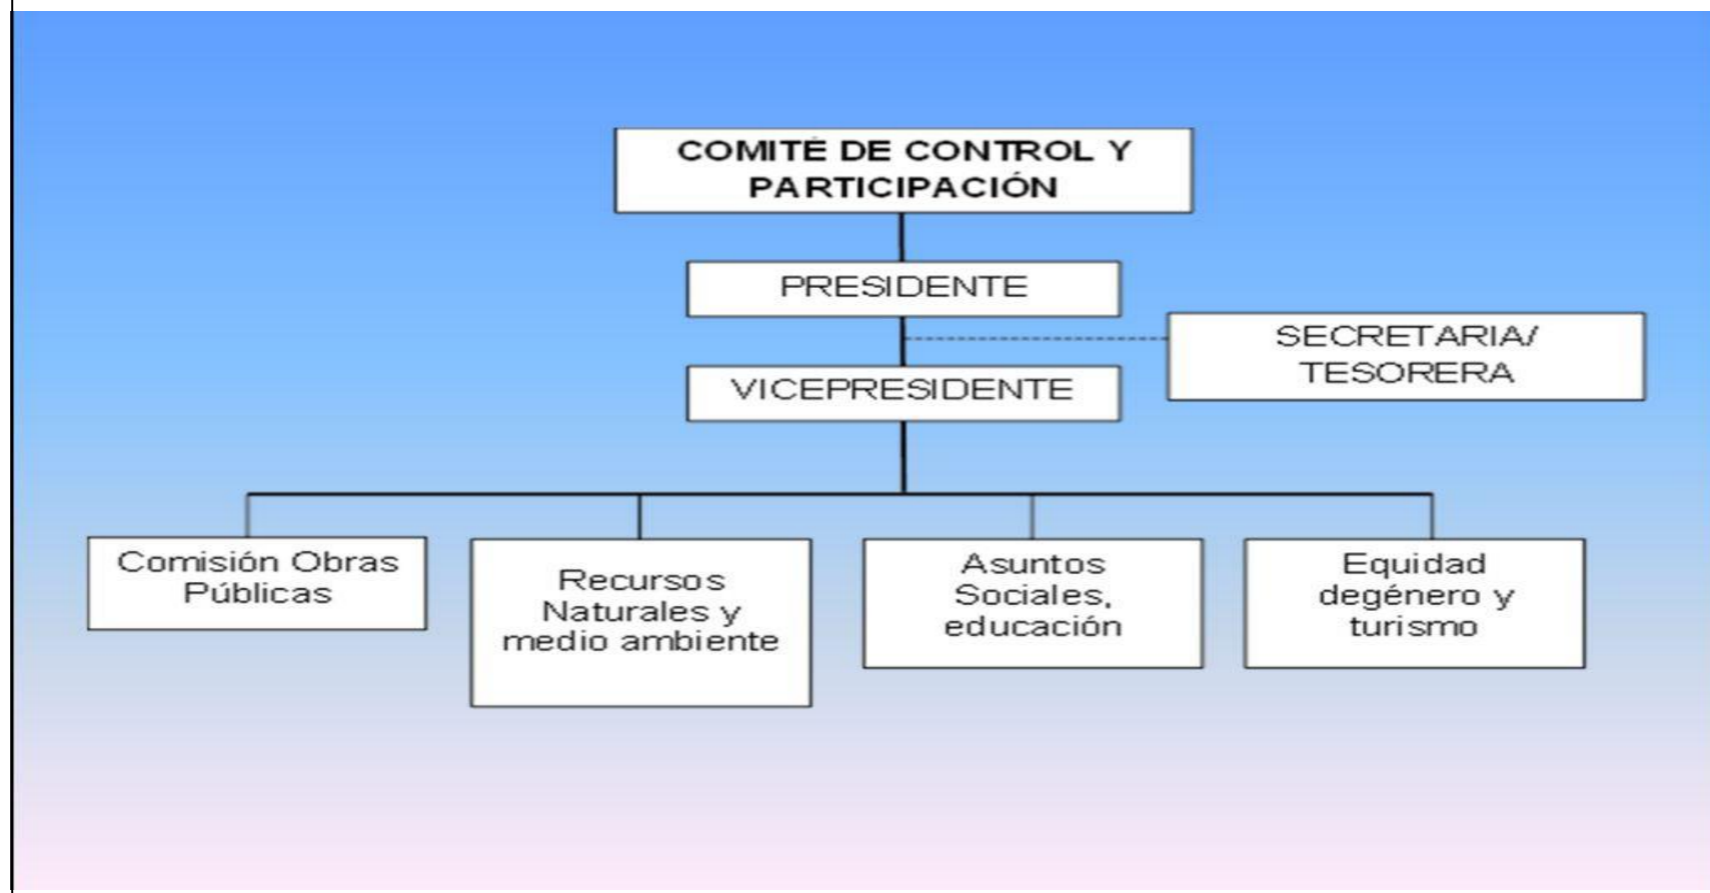 COMITÉ DE CONTROL Y
PARTICIPACIÓN
PRESIDENTE
SECRETARIA/
TESORERA
VICEPRESIDENTE
Comisión Obras
Públicas
Recursos
Naturales y
medio ambiente
Asuntos
Sociales,
educación
Equidad
degénero y
turismo